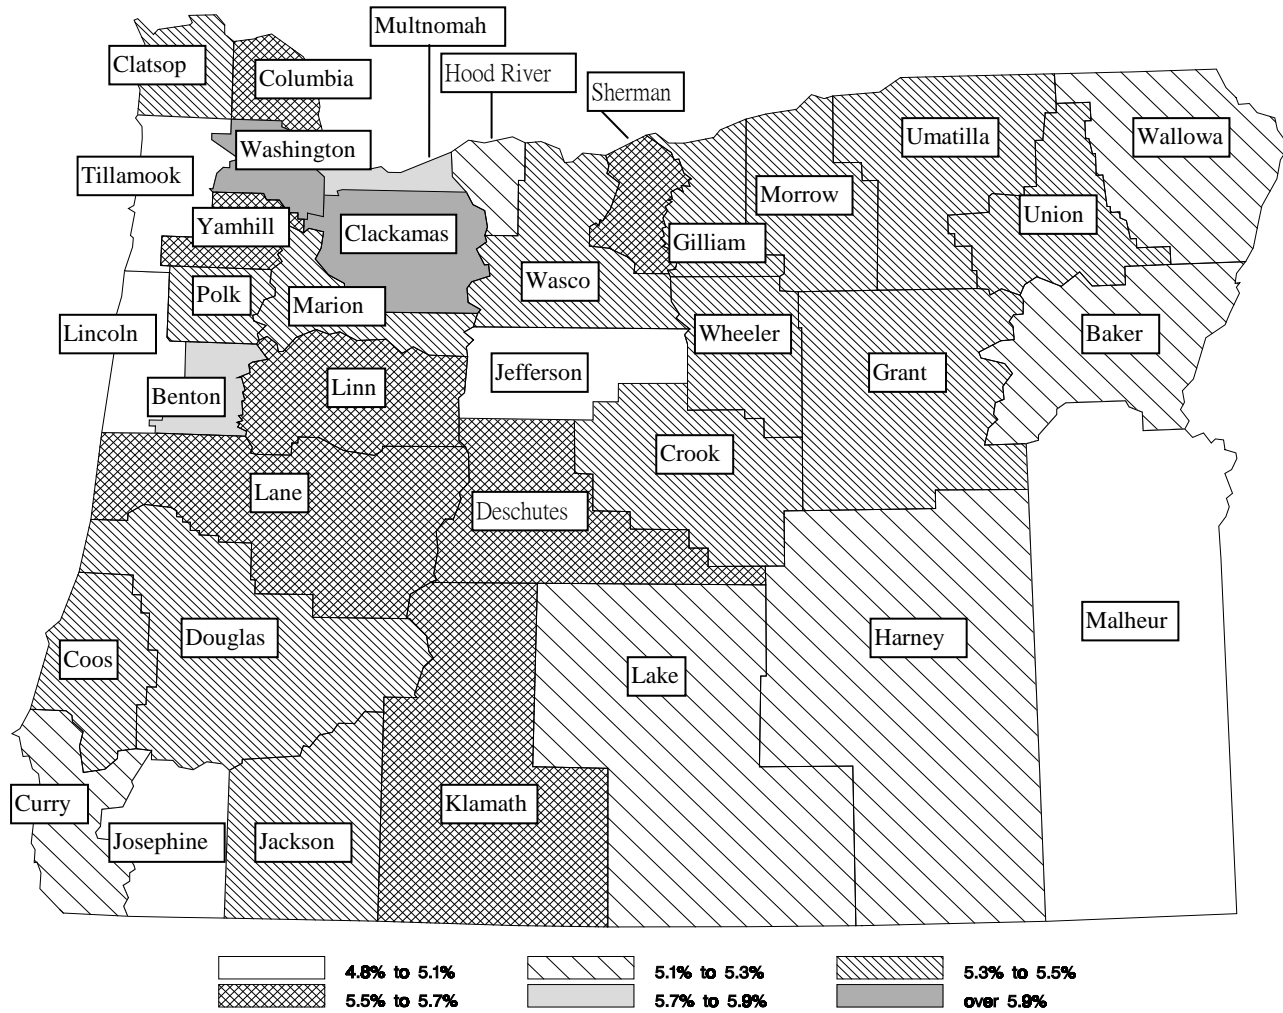 Multnomah
Clatsop
Columbia
Hood River
Sherman
Umatilla
Wallowa
Washington
Tillamook
Morrow
Union
Yamhill
Clackamas
Gilliam
Wasco
Polk
Marion
Lincoln
Wheeler
Baker
Jefferson
Grant
Linn
Benton
Crook
Lane
Deschutes
Malheur
Douglas
Harney
Coos
Lake
Curry
Klamath
Josephine
Jackson
4.8% to 5.1%
5.1% to 5.3%
5.3% to 5.5%
5.5% to 5.7%
5.7% to 5.9%
over 5.9%